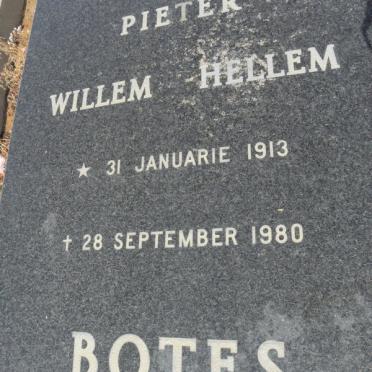 PIETER
WILLEM HELLEM
★ 31 JANUARIE 1913
† 28 SEPTEMBER 1980
BOTES